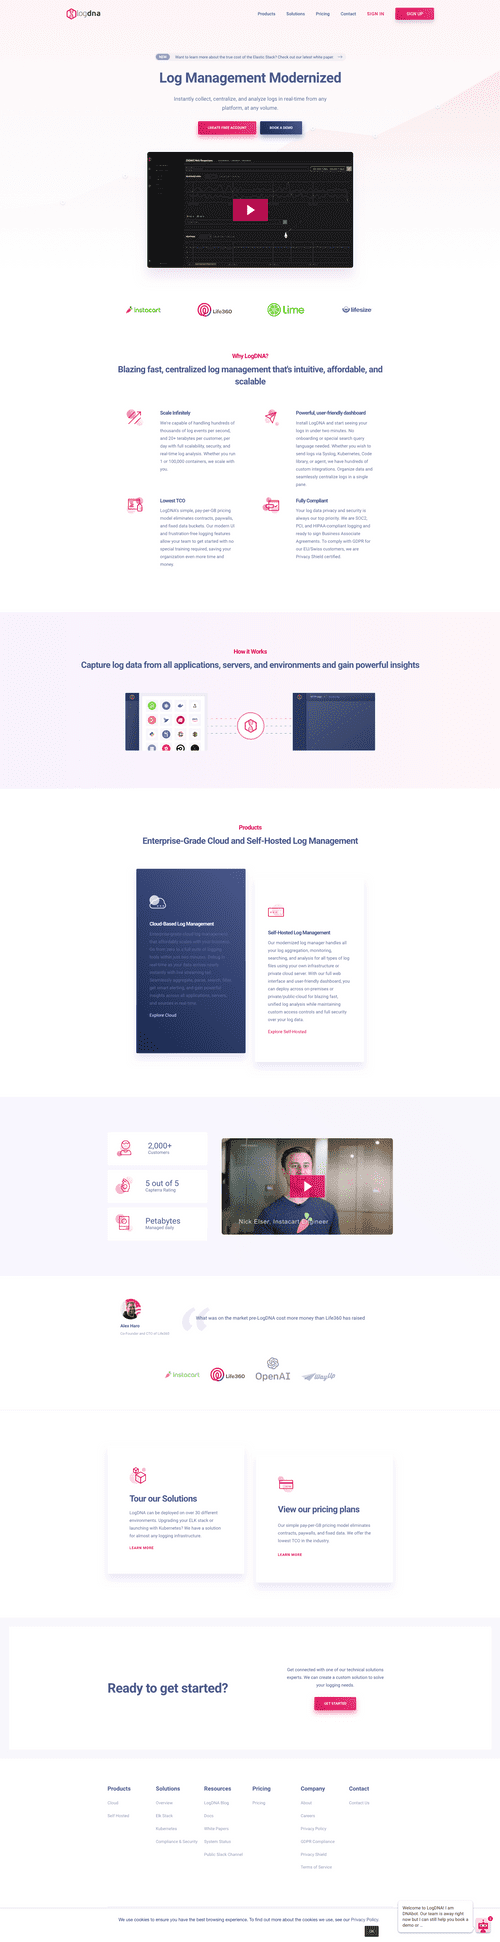 logdna
Products Solutions Pricing Contact SIGN IN SIGN UP
NEW Want to learn more about the true cost of the Elastic Stack? Check out our latest white paper
Log Management Modernized
Instantly collect, centralize, and analyze logs in real-time from any
platform, at any volume.
CREATE FREE ACCOUNT BOOK A DEMO
instacart Life360 lime lifesize
Why LogDNA?
Blazing fast, centralized log management that's intuitive, affordable, and
scalable
Scale Infinitely
We're capable of handling hundreds of
thousands of log events per second,
and 20+ terabytes per customer, per
day with full scalability, security, and
real-time log analysis. Whether you run
1 or 100,000 containers, we scale with
you.
Powerful, user-friendly dashboard
Install LogDNA and start seeing your
logs in under two minutes. No
onboarding or special search query
language needed. Whether you wish to
send logs via Syslog, Kubernetes, Code
library or agent, we have hundreds of
custom integrations. Organize data and
seamlessly centralize logs in a single
pane.
Lowest TCO
LogDNA's simple, pay-per-GB pricing
model eliminates contracts, paywalls,
and fixed data buckets. Our modern UI
and frustration free logging features
allow your team to get started with no
special training required, saving your
organization even more time and
money.
Fully Compliant
Your log data privacy and security is
always our top priority. We are SOC2,
PCI, and HIPAA compliant logging and
ready to sign Business Associate
Agreements. To comply with GDPR for
our EU/Swiss customers, we are
Privacy Shield certified.
How it Works
Capture log data from all applications, servers, and environments and gain powerful insights
Products
Enterprise-Grade Cloud and Self-Hosted Log Management
Cloud-Based Log Management
Explore Cloud
Self-Hosted Log Management
Our modernized log manager handles all
your log aggregation, monitoring,
searching, and analysis for all types of log
files using your own infrastructure or
private cloud server. With our full web
interface and user-friendly dashboard, you
can deploy across on-premises or
private/public cloud for blazing fast,
unified log analysis while maintaining
custom access controls and full security
over your log data.
Explore Self-Hosted
2,000+
Customers
5 out of 5
Capterra Rating
Petabytes
Managed daily
Nick Elser, Instacart Engineer
Alex Haro
Co-Founder and CTO of Life360
What was on the market pre LogDNA cost more money than Life360 has raised
instacart Life360 OpenAI WayUp
Tour our Solutions
LogDNA can be deployed on over 30 different
environments. Upgrading your ELK stack or
launching with Kubernetes? We have a solution
for almost any logging infrastructure.
LEARN MORE
View our pricing plans
Our simple pay-per-GB pricing model eliminates
contracts, paywalls, and fixed data. We offer the
lowest TCO in the industry.
LEARN MORE
Ready to get started?
Get connected with one of our technical solutions
experts. We can create a custom solution to solve
your logging needs.
GET STARTED
Products Solutions Resources Pricing Company Contact
Cloud Overview LogDNA Blog Pricing About Contact Us
Self-Hosted Elk Stack Docs Careers
Kubernetes White Papers Privacy Policy
Compliance & Security System Status GDPR Compliance
Public Slack Channel Privacy Shield
Terms of Service
Welcome to LogDNA! I am
DNAbot. Our team is away right
now but I can still help you book a
demo or ...
We use cookies to ensure you have the best browsing experience. To find out more about the cookies we use, see our Privacy Policy.
OK